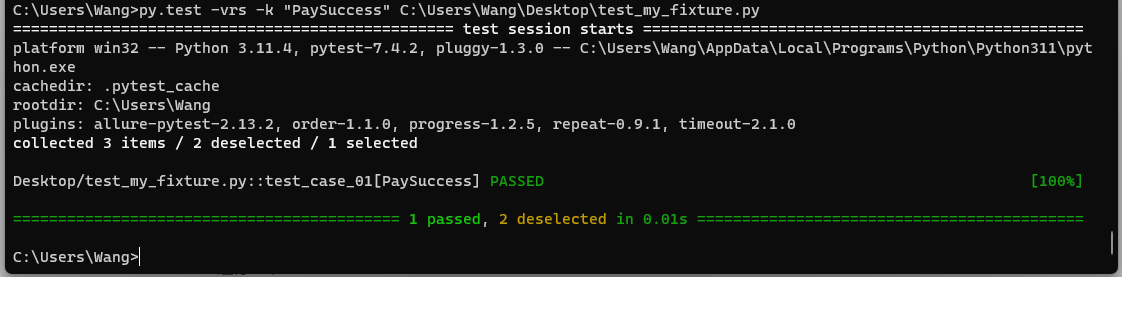 C:\Users\Wang>py.test -vrs -k "PaySuccess" C:\Users\Wang\Desktop\test_my_fixture.py
================================================= test session starts =================================================
platform win32 -- Python 3.11.4, pytest-7.4.2, pluggy-1.3.0 -- C:\Users\Wang\AppData\Local\Programs\Python\Python311\pyt
hon.exe
cachedir: .pytest_cache
rootdir: C:\Users\Wang
plugins: allure-pytest-2.13.2, order-1.1.0, progress-1.2.5, repeat-0.9.1, timeout-2.1.0
collected 3 items / 2 deselected / 1 selected
Desktop/test_my_fixture.py::test_case_01[PaySuccess] PASSED [100%]
=========================================== 1 passed, 2 deselected in 0.01s ===========================================
C:\Users\Wang>